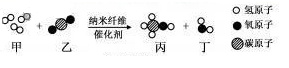 甲 + 乙 纳米纤维 催化剂 丙 + 丁
氢原子
氧原子
碳原子